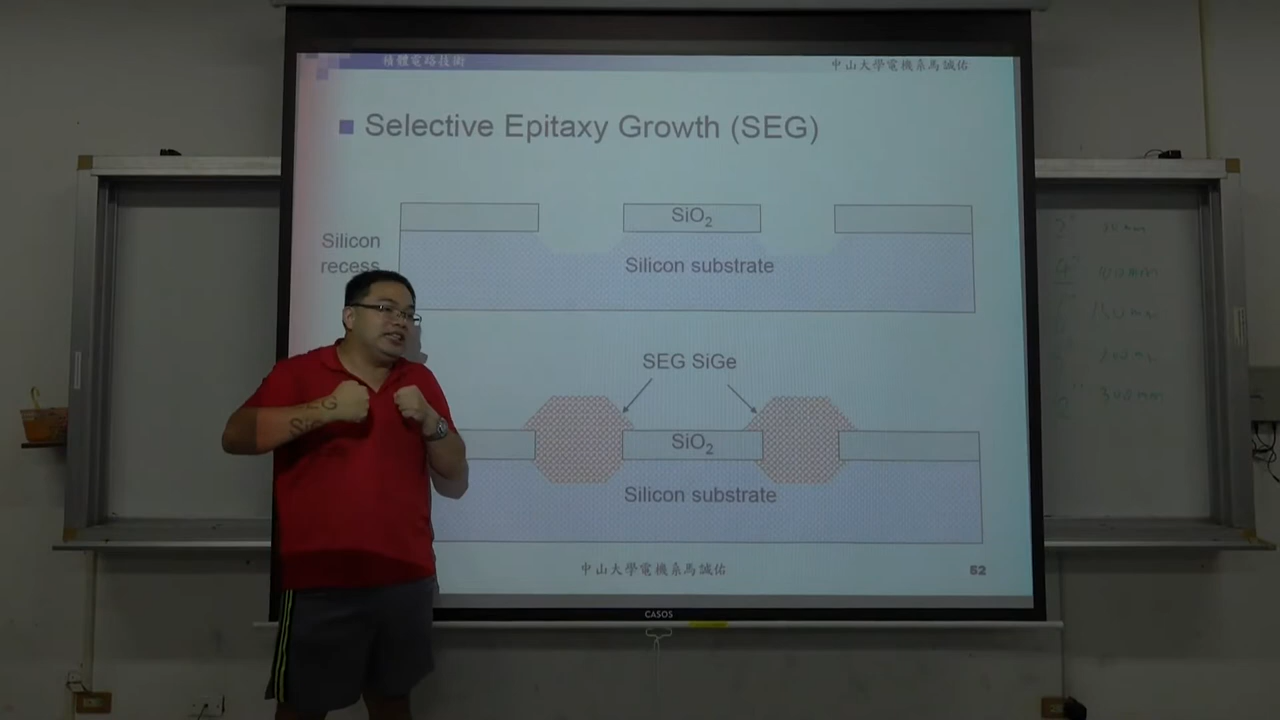 積體電路技術
中山大學電機系馬誠佑
Selective Epitaxy Growth (SEG)
SiO2
Silicon
recess
Silicon substrate
SEG SiGe
SEG
SiO2
Silicon substrate
中山大學電機系馬誠佑
52
CASOS
300mm